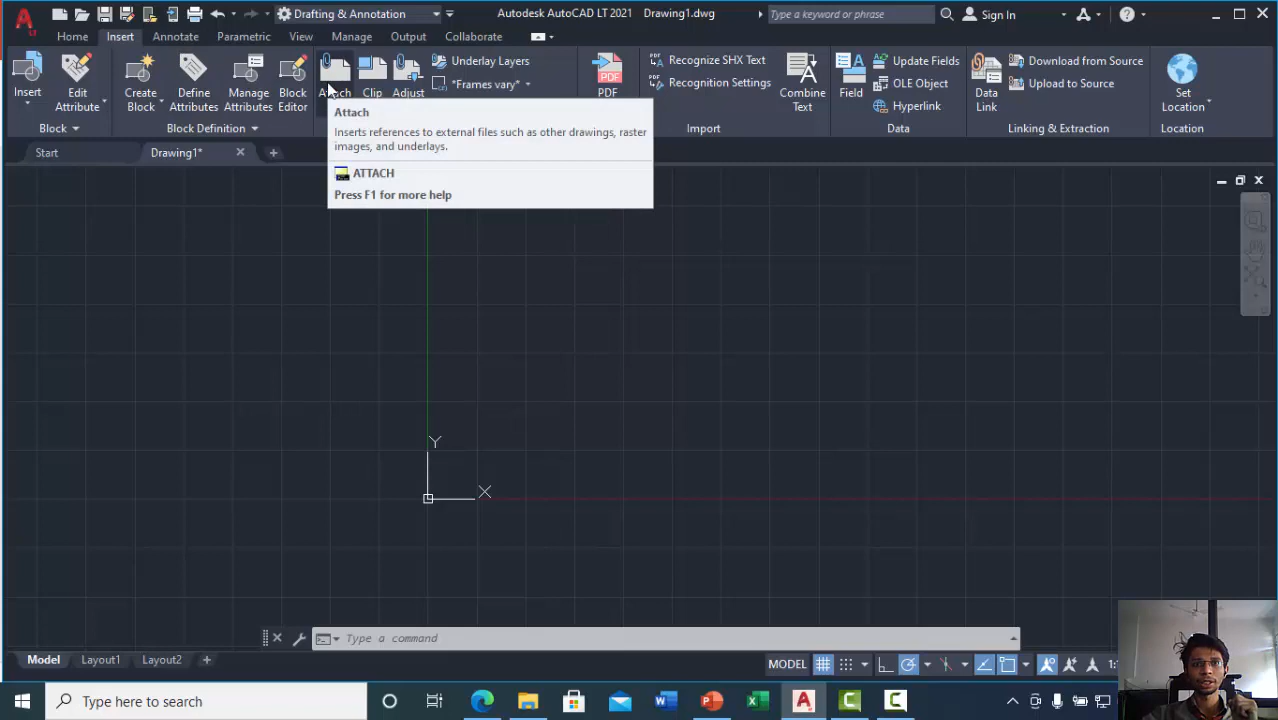 LT
Drafting & Annotation
Autodesk AutoCAD LT 2021 Drawing1.dwg
Type a keyword or phrase
Sign In
Home Insert Annotate Parametric View Manage Output Collaborate
Insert
Edit Attribute
Create Block
Define Attributes
Manage Attributes
Block Editor
Attach
Clip
Adjust
Underlay Layers
*Frames vary*
PDF
PDF
Recognize SHX Text
Recognition Settings
Combine Text
Field
Update Fields
OLE Object
Hyperlink
Data Link
Download from Source
Upload to Source
Set Location
Block
Block Definition
Import
Data
Linking & Extraction
Location
Attach
Inserts references to external files such as other drawings, raster
images, and underlays.
ATTACH
Press F1 for more help
Start
Drawing1*
Y
X
Type a command
Model Layout1 Layout2
MODEL
Type here to search